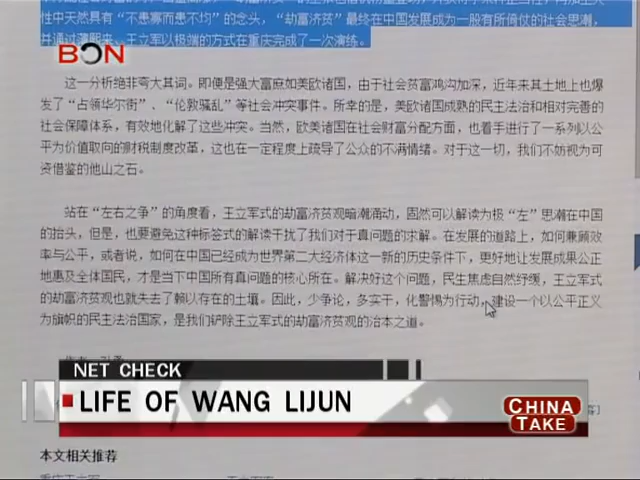 性中天然具有“不患寡而患不均”的念头，“劫富济贫”最终在中国发展成为一股有所倚仗的社会思潮，
BON
王立军以极端的方式在重庆完成了一次演练。
这一分析绝非夸大其词。即便是强大富庶如美欧诸国，由于社会贫富鸿沟加深，近年来其土地上也爆
发了“占领华尔街”、“伦敦骚乱”等社会冲突事件。所幸的是，美欧诸国成熟的民主法治和相对完善的
社会保障体系，有效地化解了这些冲突。当然，欧美诸国在社会财富分配方面，也着手进行了一系列以公
平为价值取向的财税制度改革，这也在一定程度上疏导了公众的不满情绪。对于这一切，我们不妨视为可
资借鉴的他山之石。
站在“左右之争”的角度看，王立军式的劫富济贫观暗潮涌动，固然可以解读为极“左”思潮在中国
的抬头，但是，也要避免这种标签式的解读干扰了我们对于真问题的求解。在发展的道路上，如何兼顾效
率与公平，或者说，如何在中国已经成为世界第二大经济体这一新的历史条件下，更好地让发展成果公正
地惠及全体国民，才是当下中国所有真问题的核心所在。解决好这个问题，民生焦虑自然纾缓，王立军式
的劫富济贫观也就失去了赖以存在的土壤。因此，少争论，多实干，化警惕为行动，建设一个以公平正义
为旗帜的民主法治国家，是我们铲除王立军式的劫富济贫观的治本之道。
NET CHECK
LIFE OF WANG LIJUN
CHINA
TAKE
本文相关推荐